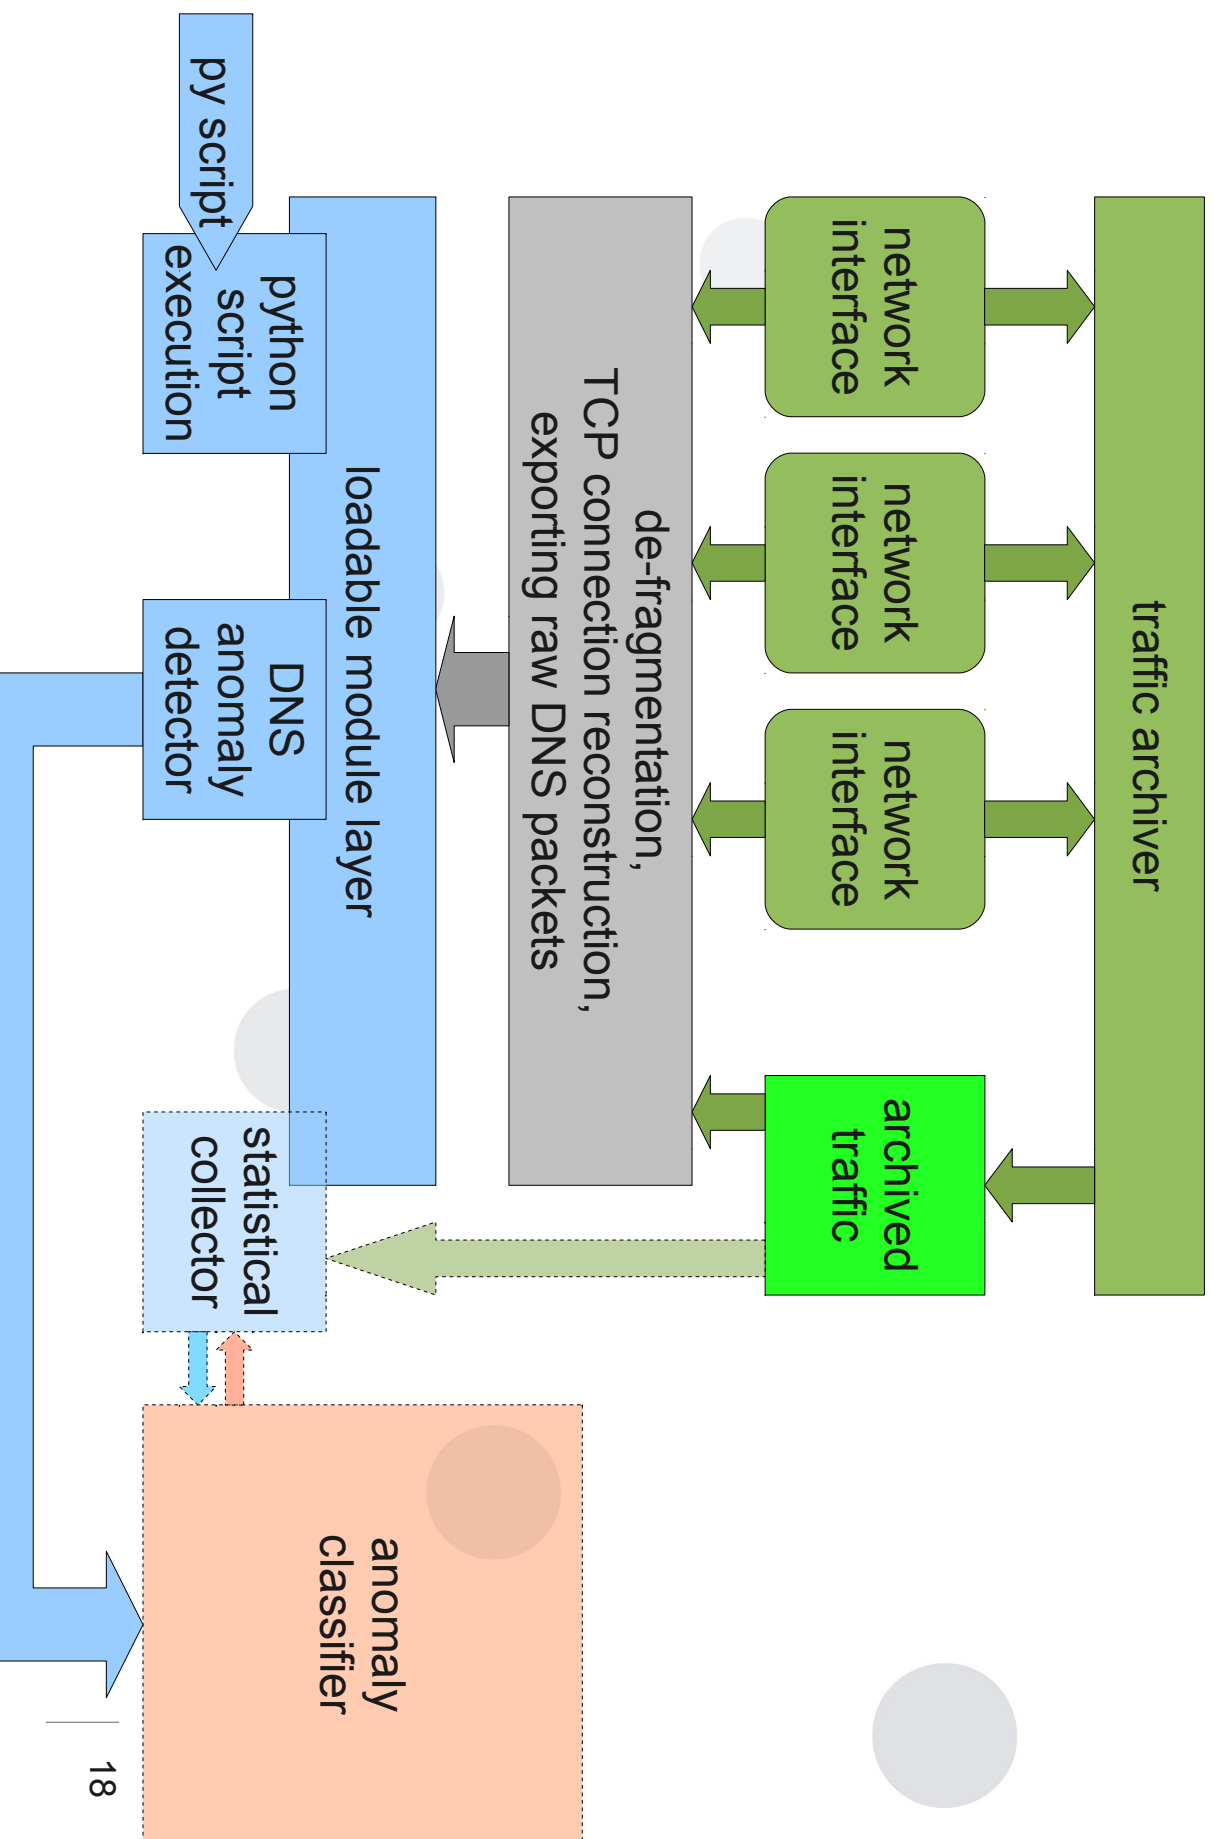 traffic archiver
network
interface
network
interface
network
interface
archived
traffic
de-fragmentation,
TCP connection reconstruction,
exporting raw DNS packets
loadable module layer
py script
python
script
execution
DNS
anomaly
detector
statistical
collector
anomaly
classifier
18